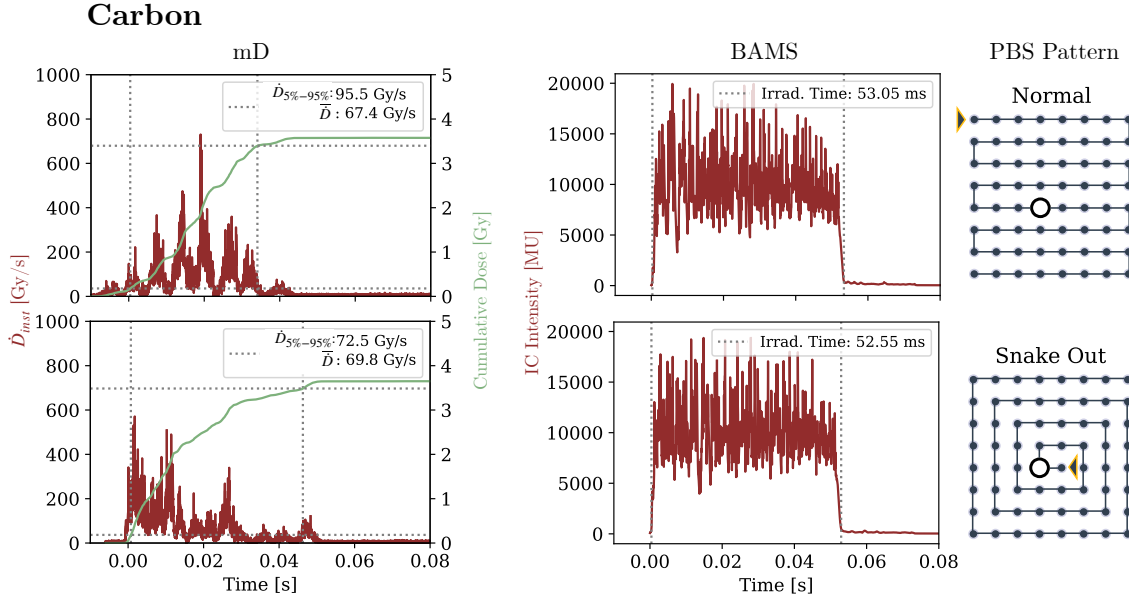 Carbon
mD
BAMS
PBS Pattern
1000
800
600
400
200
0
5
4
3
2
1
0
Ḋ5%−95%:95.5 Gy/s
D̅ : 67.4 Gy/s
20000
15000
10000
5000
0
Irrad. Time: 53.05 ms
Normal
Ḋinst [Gy/s]
Cumulative Dose [Gy]
IC Intensity [MU]
1000
800
600
400
200
0
5
4
3
2
1
0
Ḋ5%−95%:72.5 Gy/s
D̅ : 69.8 Gy/s
20000
15000
10000
5000
0
Irrad. Time: 52.55 ms
Snake Out
0.00 0.02 0.04 0.06 0.08
Time [s]
0.00 0.02 0.04 0.06 0.08
Time [s]